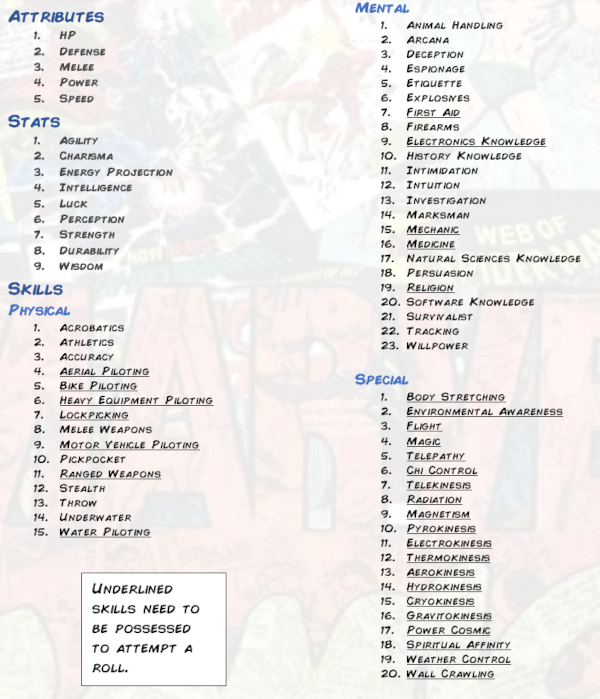 Attributes
1. HP
2. Defense
3. Melee
4. Power
5. Speed
Stats
1. Agility
2. Charisma
3. Energy Projection
4. Intelligence
5. Luck
6. Perception
7. Strength
8. Durability
9. Wisdom
Skills
Physical
1. Acrobatics
2. Athletics
3. Accuracy
4. Aerial Piloting
5. Bike Piloting
6. Heavy Equipment Piloting
7. Lockpicking
8. Melee Weapons
9. Motor Vehicle Piloting
10. Pickpocket
11. Ranged Weapons
12. Stealth
13. Throw
14. Underwater
15. Water Piloting
Underlined
skills need to
be possessed
to attempt a
roll.
Mental
1. Animal Handling
2. Arcana
3. Deception
4. Espionage
5. Etiquette
6. Explosives
7. First Aid
8. Firearms
9. Electronics Knowledge
10. History Knowledge
11. Intimidation
12. Intuition
13. Investigation
14. Marksman
15. Mechanic
16. Medicine
17. Natural Sciences Knowledge
18. Persuasion
19. Religion
20. Software Knowledge
21. Survivalist
22. Tracking
23. Willpower
Special
1. Body Stretching
2. Environmental Awareness
3. Flight
4. Magic
5. Telepathy
6. Chi Control
7. Telekinesis
8. Radiation
9. Magnetism
10. Pyrokinesis
11. Electrokinesis
12. Thermokinesis
13. Aerokinesis
14. Hydrokinesis
15. Cryokinesis
16. Gravitokinesis
17. Power Cosmic
18. Spiritual Affinity
19. Weather Control
20. Wall Crawling
WEB OF